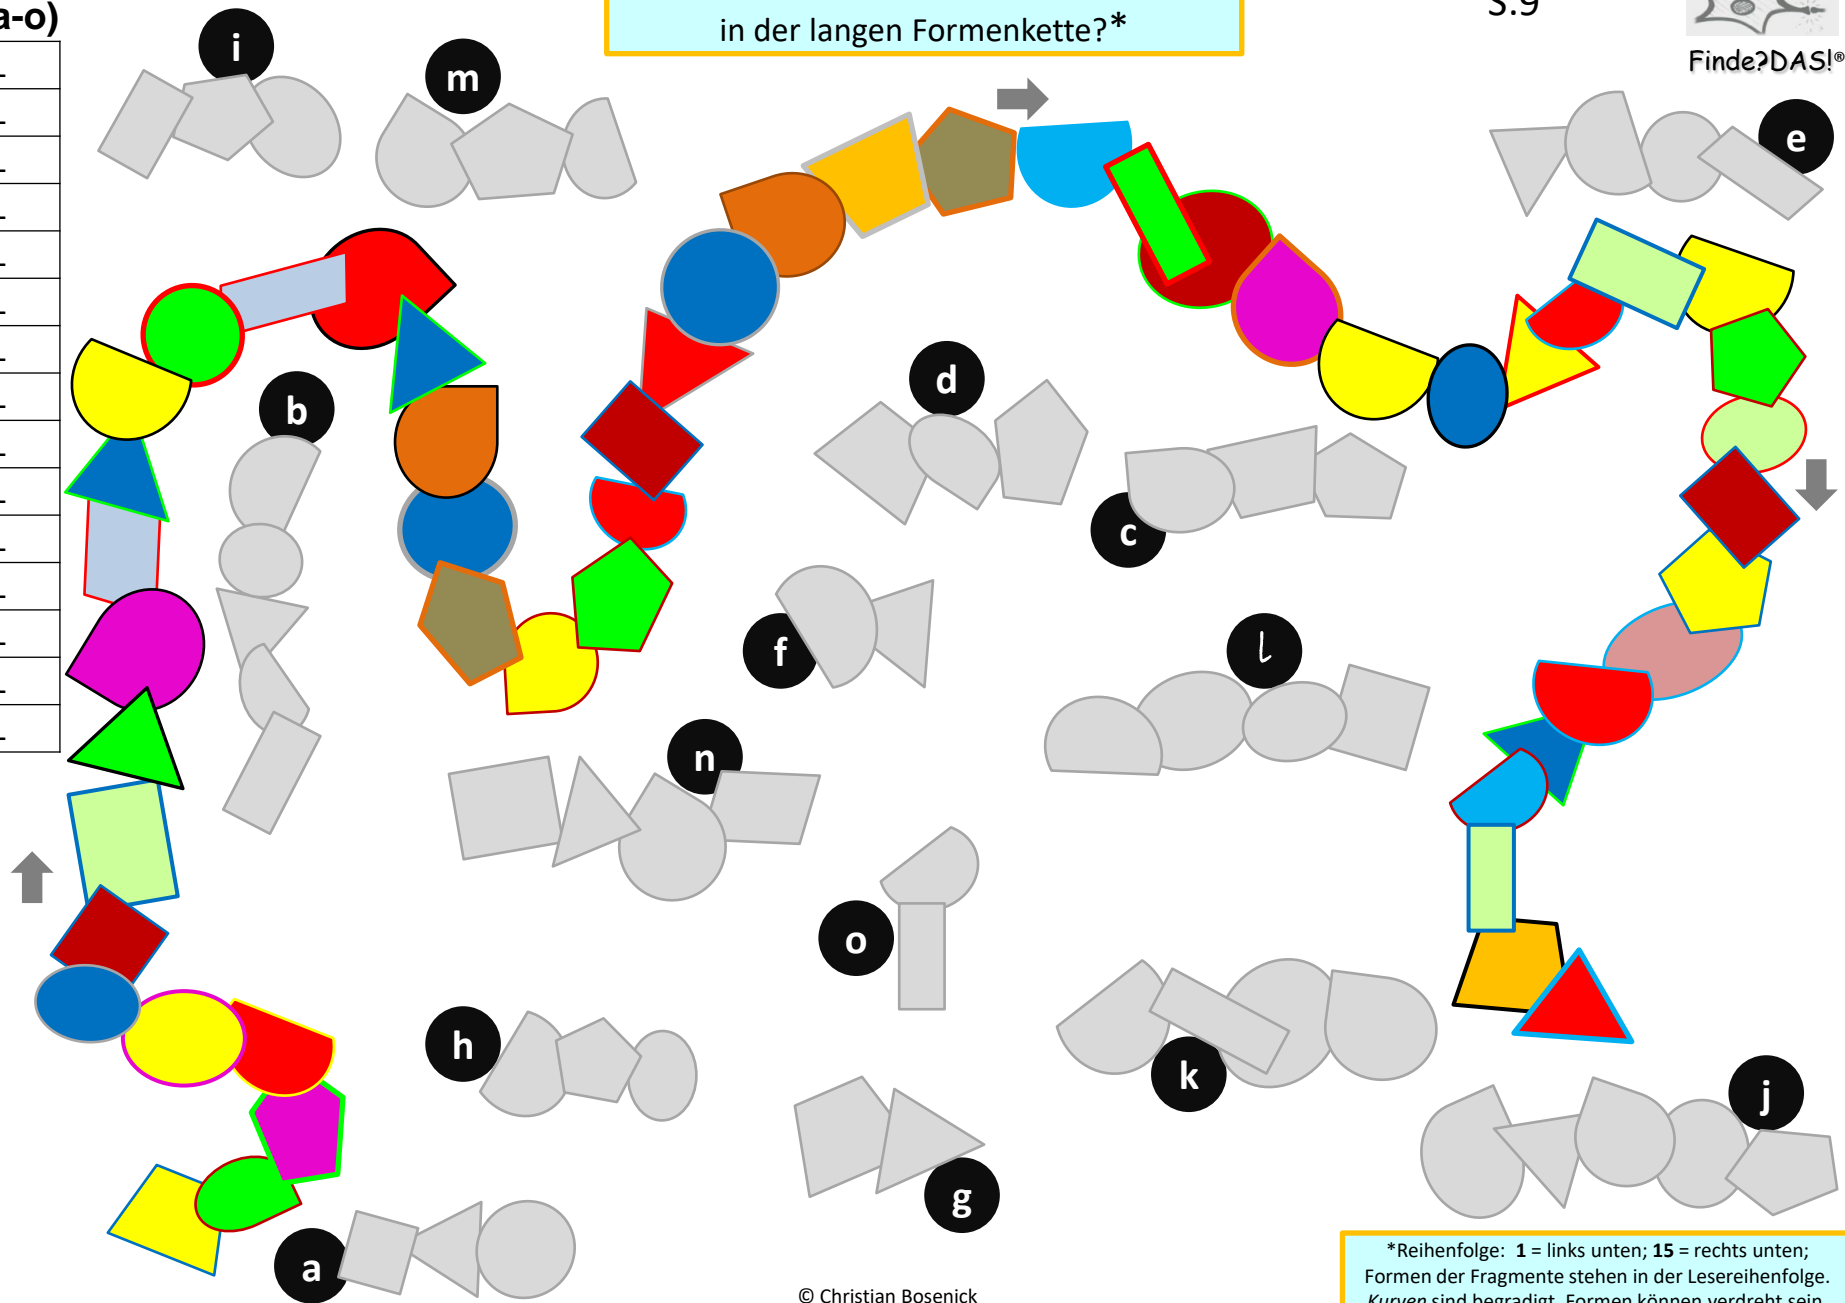 a-o)
in der langen Formenkette?*
S.9
Finde?DAS!®
i
m
e
b
d
c
f
l
n
o
h
k
g
j
a
*Reihenfolge: 1 = links unten; 15 = rechts unten;
Formen der Fragmente stehen in der Lesereihenfolge.
Kurven sind begradigt. Formen können verdreht sein.
© Christian Bosenick